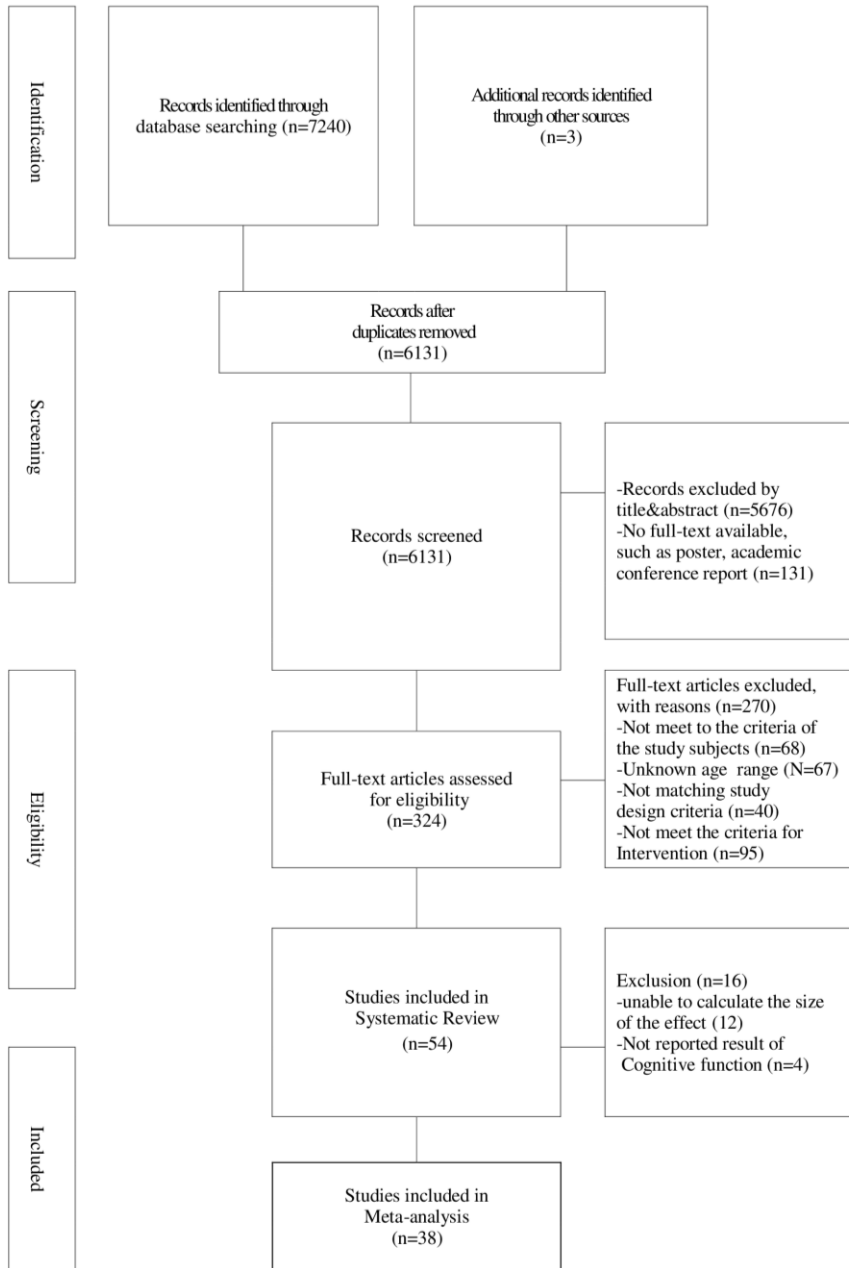 Identification
Records identified through
database searching (n=7240)
Additional records identified
through other sources
(n=3)
Screening
Records after
duplicates removed
(n=6131)
Records screened
(n=6131)
-Records excluded by
title&abstract (n=5676)
-No full-text available,
such as poster, academic
conference report (n=131)
Eligibility
Full-text articles assessed
for eligibility
(n=324)
Full-text articles excluded,
with reasons (n=270)
-Not meet to the criteria of
the study subjects (n=68)
-Unknown age range (N=67)
-Not matching study
design criteria (n=40)
-Not meet the criteria for
Intervention (n=95)
Studies included in
Systematic Review
(n=54)
Exclusion (n=16)
-unable to calculate the size
of the effect (12)
-Not reported result of
Cognitive function (n=4)
Included
Studies included in
Meta-analysis
(n=38)